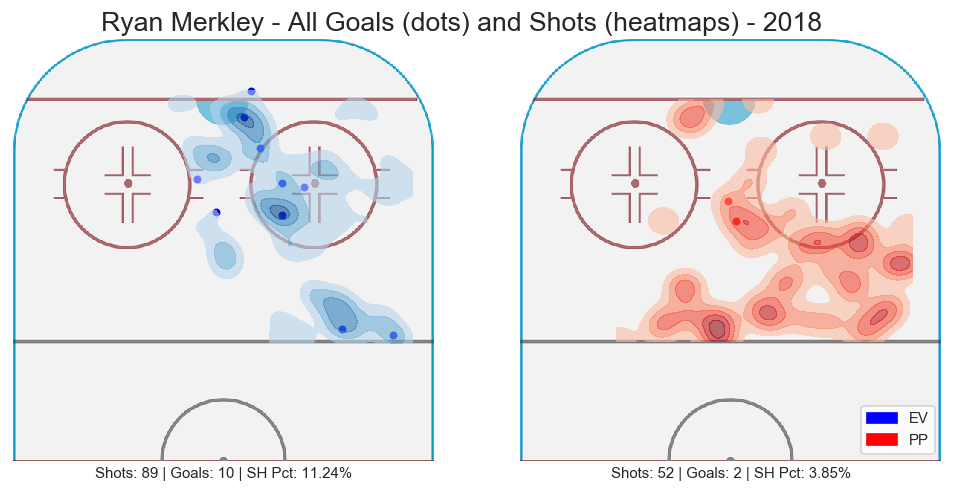 Ryan Merkley - All Goals (dots) and Shots (heatmaps) - 2018
EV
PP
Shots: 89 | Goals: 10 | SH Pct: 11.24%
Shots: 52 | Goals: 2 | SH Pct: 3.85%